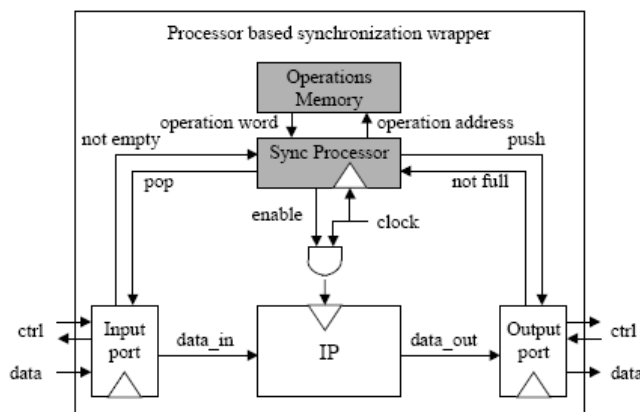 Processor based synchronization wrapper
Operations
Memory
operation word
operation address
not empty
push
Sync Processor
pop
not full
enable
clock
ctrl
Input
port
data
data_in
IP
data_out
Output
port
ctrl
data